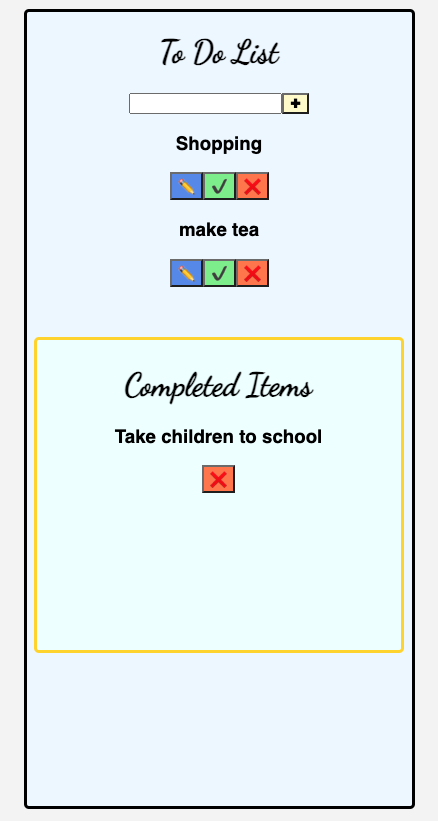 To Do List
+
Shopping
make tea
Completed Items
Take children to school